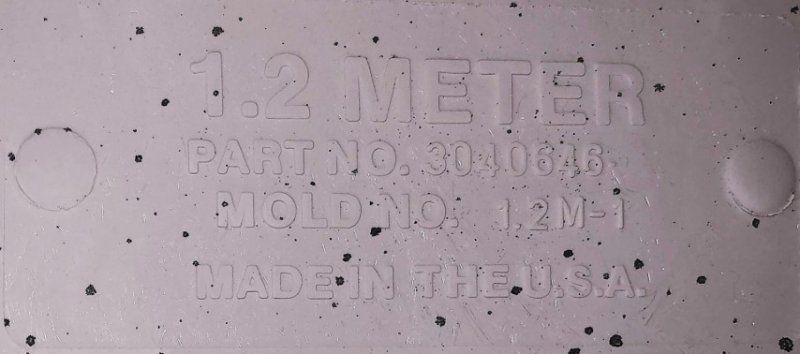 1.2 METER
PART NO. 3040646
MOLD NO. 1.2M-1
MADE IN THE U.S.A.